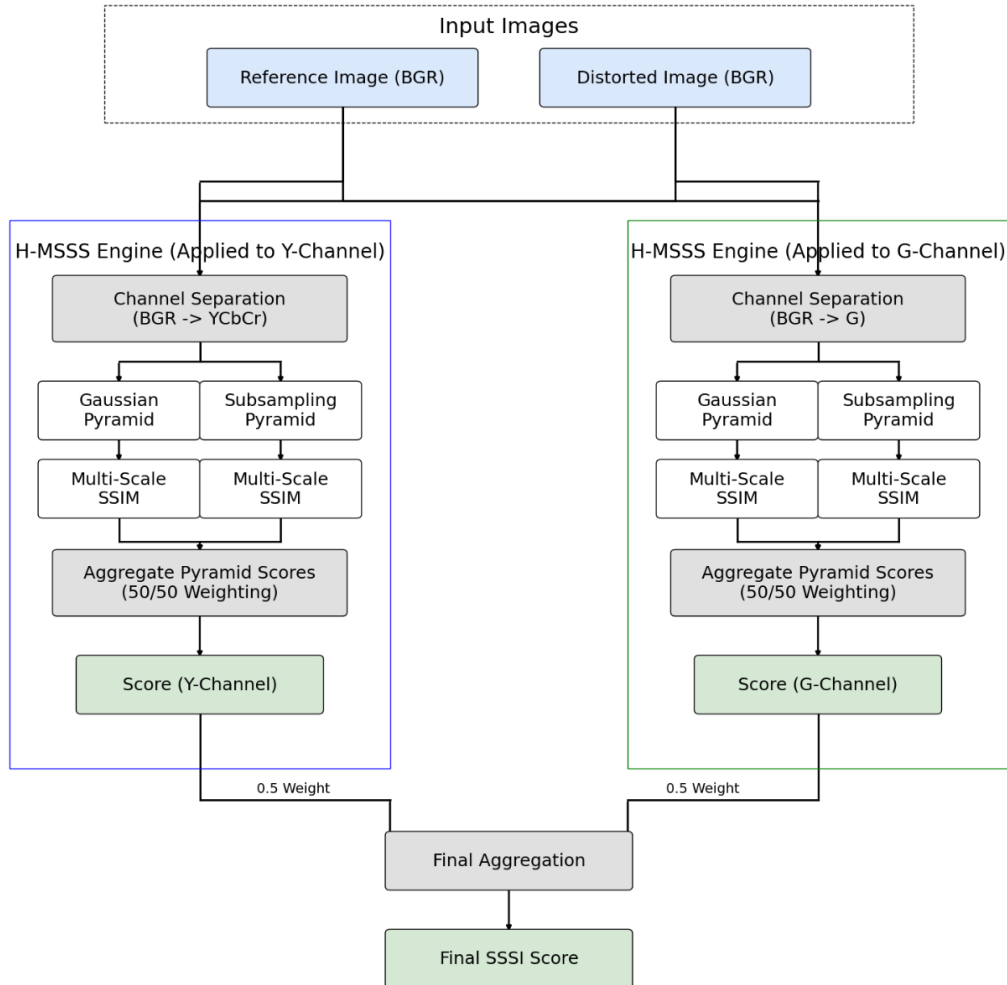 Input Images
Reference Image (BGR)
Distorted Image (BGR)
H-MSSS Engine (Applied to Y-Channel)
H-MSSS Engine (Applied to G-Channel)
Channel Separation
(BGR -> YCbCr)
Channel Separation
(BGR -> G)
Gaussian
Pyramid
Subsampling
Pyramid
Gaussian
Pyramid
Subsampling
Pyramid
Multi-Scale
SSIM
Multi-Scale
SSIM
Multi-Scale
SSIM
Multi-Scale
SSIM
Aggregate Pyramid Scores
(50/50 Weighting)
Aggregate Pyramid Scores
(50/50 Weighting)
Score (Y-Channel)
Score (G-Channel)
0.5 Weight
0.5 Weight
Final Aggregation
Final SSSI Score